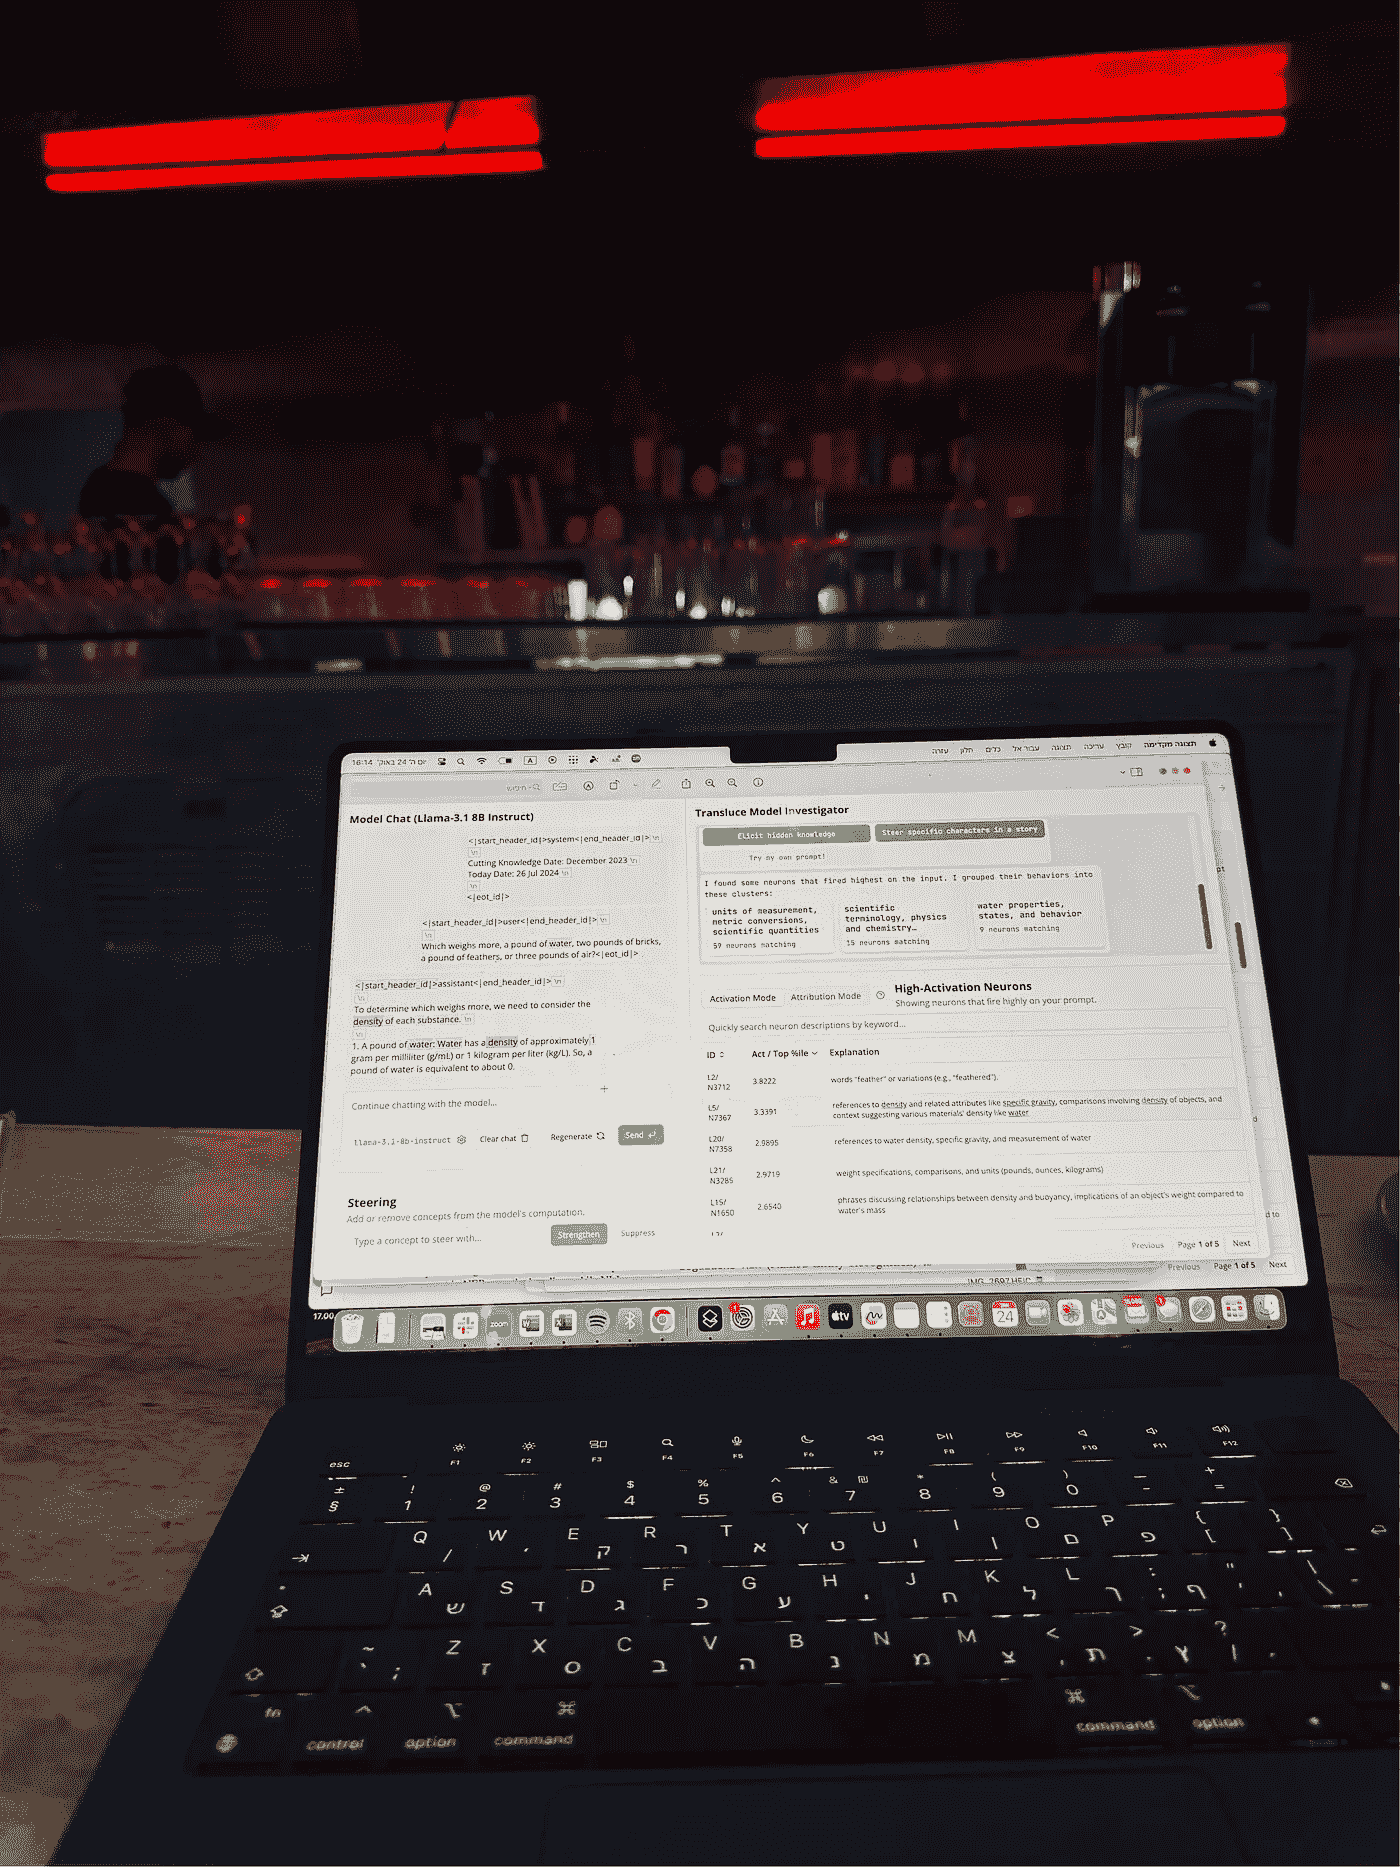 16:14 יום ה׳ 24 באוק׳
תצוגה מקדימה קובץ עריכה תצוגה עבור אל כלים חלון עזרה
חיפוש
Model Chat (Llama-3.1 8B Instruct)
<|start_header_id|>system<|end_header_id|> \n
\n
Cutting Knowledge Date: December 2023 \n
Today Date: 26 Jul 2024 \n
\n
<|eot_id|>
<|start_header_id|>user<|end_header_id|> \n
\n
Which weighs more, a pound of water, two pounds of bricks,
a pound of feathers, or three pounds of air?<|eot_id|>
<|start_header_id|>assistant<|end_header_id|> \n
\n
To determine which weighs more, we need to consider the
density of each substance. \n
\n
1. A pound of water: Water has a density of approximately 1
gram per milliliter (g/mL) or 1 kilogram per liter (kg/L). So, a
pound of water is equivalent to about 0.
Continue chatting with the model...
llama-3.1-8b-instruct Clear chat Regenerate Send
Steering
Add or remove concepts from the model's computation.
Type a concept to steer with... Strengthen Suppress
Transluce Model Investigator
Elicit hidden knowledge Steer specific characters in a story
Try my own prompt!
I found some neurons that fired highest on the input. I grouped their behaviors into
these clusters:
units of measurement,
metric conversions,
scientific quantities
59 neurons matching
scientific
terminology, physics
and chemistry…
15 neurons matching
water properties,
states, and behavior
9 neurons matching
Activation Mode Attribution Mode
High-Activation Neurons
Showing neurons that fire highly on your prompt.
Quickly search neuron descriptions by keyword...
ID Act / Top %ile Explanation
L2/
N3712 3.8222 words "feather" or variations (e.g., "feathered").
L5/
N7367 3.3391 references to density and related attributes like specific gravity, comparisons involving density of objects, and
context suggesting various materials' density like water
L20/
N7358 2.9895 references to water density, specific gravity, and measurement of water
L21/
N3285 2.9719 weight specifications, comparisons, and units (pounds, ounces, kilograms)
L15/
N1650 2.6540 phrases discussing relationships between density and buoyancy, implications of an object's weight compared to
water's mass
Previous Page 1 of 5 Next
Previous Page 1 of 5 Next
IMG_2697.HEIC
17.00
zoom
tv
24
esc F1 F2 F3 F4 F5 F6 F7 F8 F9 F10 F11 F12
± § ! 1 @ 2 # 3 $ 4 % 5 ^ 6 & ₪ 7 * 8 ( 9 ) 0 — - + =
Q / W ' E ק R ר T א Y ט U ו I ן O ם P פ { [ } ]
A ש S ד D ג F כ G ע H י J ח K ל L ך : ; ף " ' , | \
~ ` ; Z ז X ס C ב V ה B נ N מ M צ < , ת > . ץ ? / .
fn ^ ⌥ ⌘ ⌘ ⌥
control option command command option